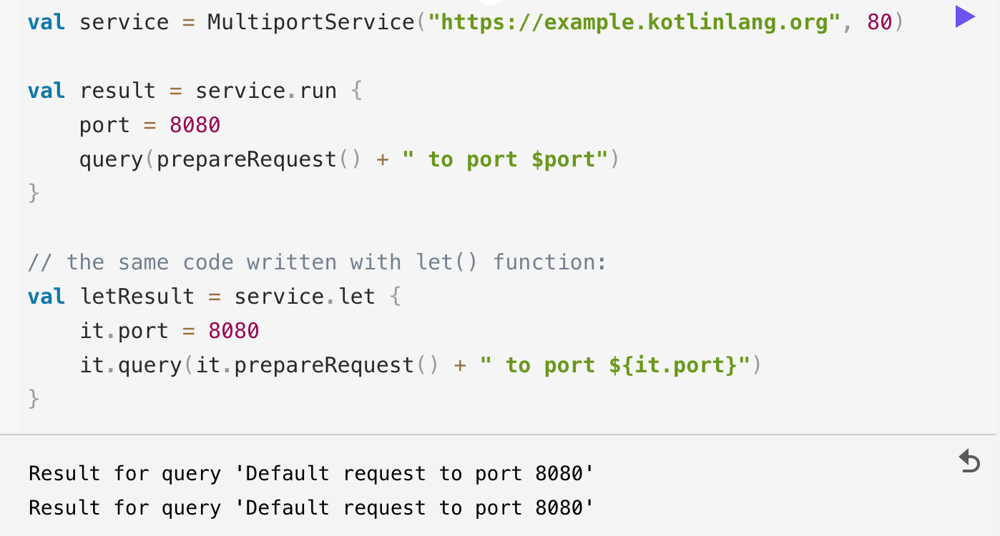 val service = MultiportService("https://example.kotlinlang.org", 80)
val result = service.run {
    port = 8080
    query(prepareRequest() + " to port $port")
}
// the same code written with let() function:
val letResult = service.let {
    it.port = 8080
    it.query(it.prepareRequest() + " to port ${it.port}")
}
Result for query 'Default request to port 8080'
Result for query 'Default request to port 8080'